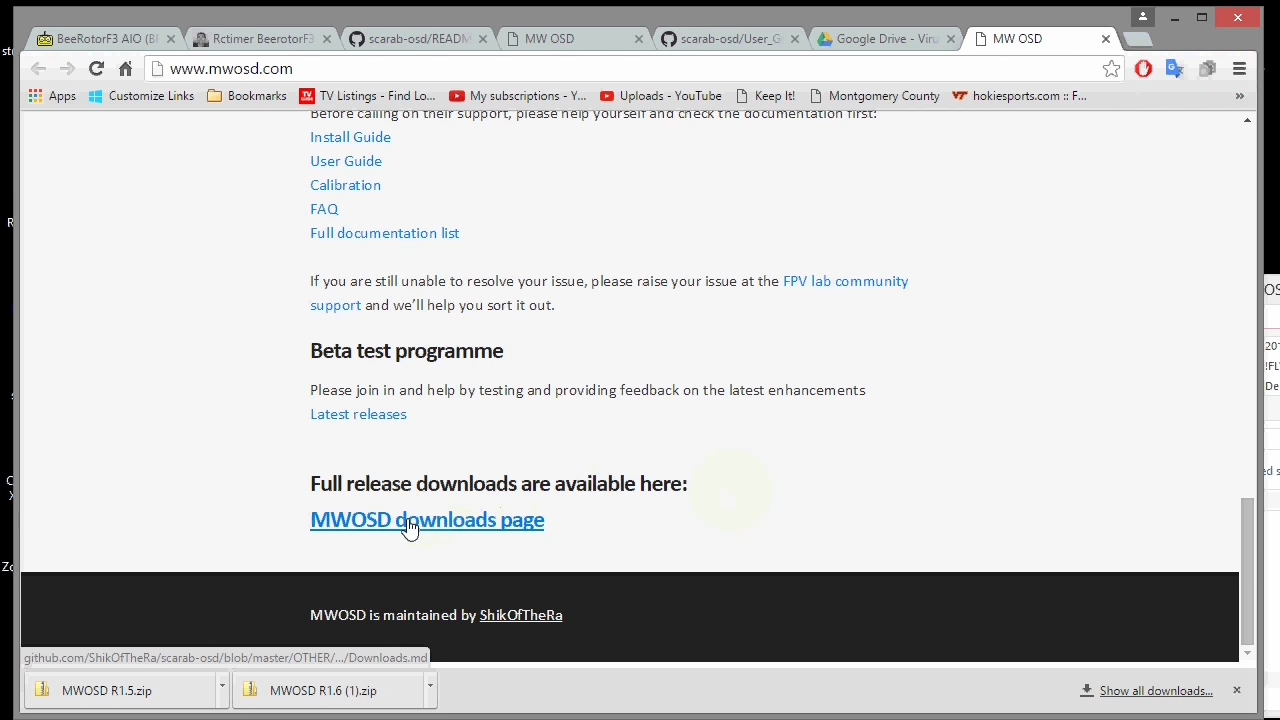 BeeRotorF3 AIO (BI
Rctimer BeerotorF3
scarab-osd/READM
MW OSD
scarab-osd/User_G
Google Drive - Viru
MW OSD
www.mwosd.com
Apps
Customize Links
Bookmarks
TV Listings - Find Lo...
My subscriptions - Y...
Uploads - YouTube
Keep It!
Montgomery County
hokiesports.com :: F...
»
Before calling on their support, please help yourself and check the documentation first:
Install Guide
User Guide
Calibration
FAQ
Full documentation list
If you are still unable to resolve your issue, please raise your issue at the FPV lab community
support and we'll help you sort it out.
Beta test programme
Please join in and help by testing and providing feedback on the latest enhancements
Latest releases
Full release downloads are available here:
MWOSD downloads page
MWOSD is maintained by ShikOfTheRa
github.com/ShikOfTheRa/scarab-osd/blob/master/OTHER/.../Downloads.md
MWOSD R1.5.zip
MWOSD R1.6 (1).zip
Show all downloads...